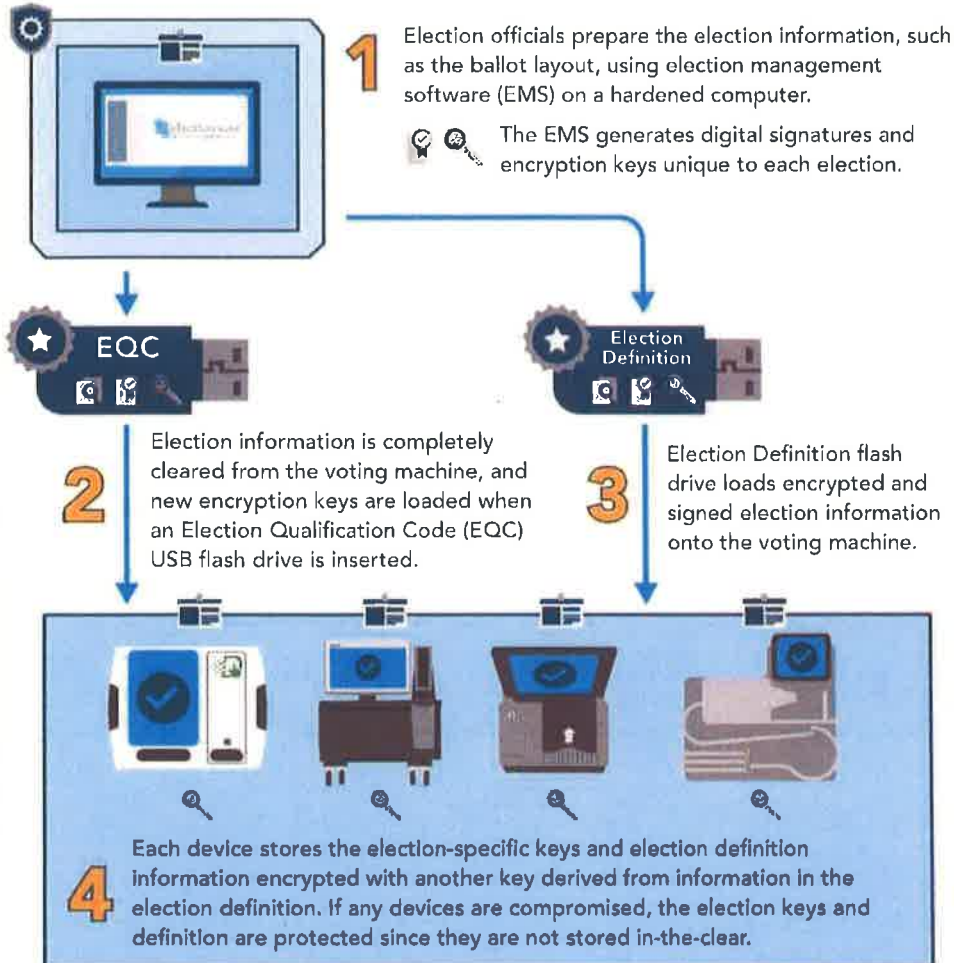 1
Election officials prepare the election information, such
as the ballot layout, using election management
software (EMS) on a hardened computer.
The EMS generates digital signatures and
encryption keys unique to each election.
EQC
Election
Definition
2
Election information is completely
cleared from the voting machine, and
new encryption keys are loaded when
an Election Qualification Code (EQC)
USB flash drive is inserted.
3
Election Definition flash
drive loads encrypted and
signed election information
onto the voting machine.
4
Each device stores the election-specific keys and election definition
information encrypted with another key derived from information in the
election definition. If any devices are compromised, the election keys and
definition are protected since they are not stored in-the-clear.